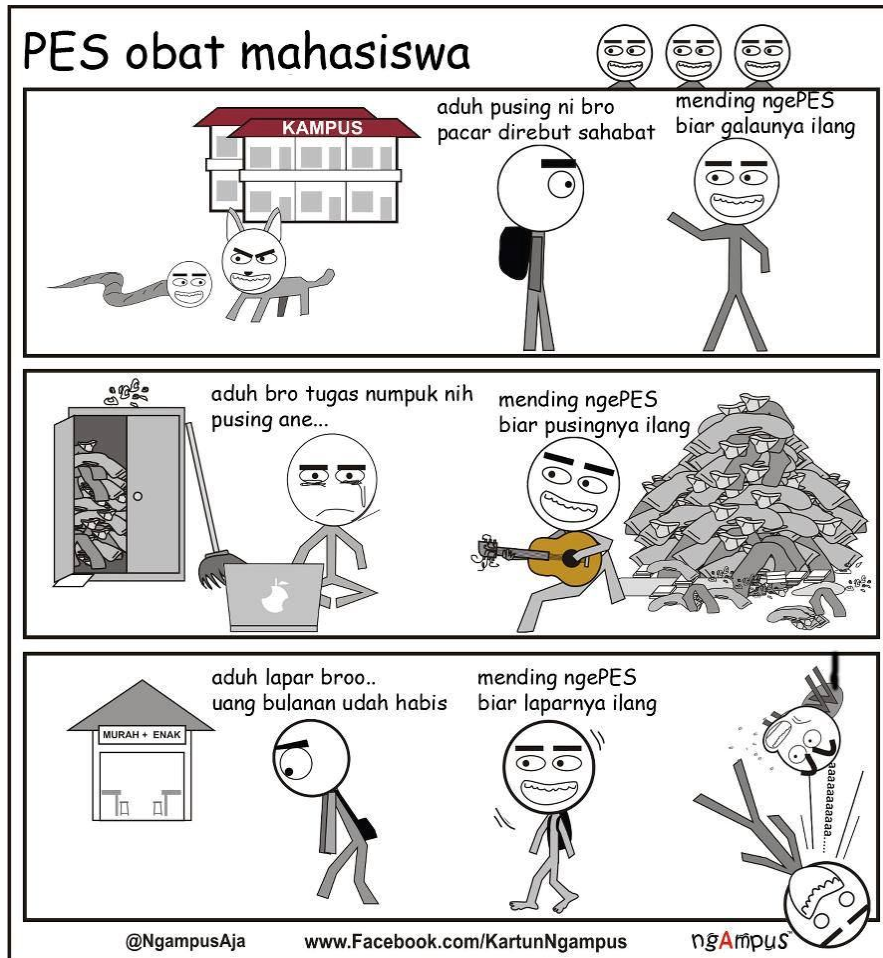 PES obat mahasiswa
KAMPUS
aduh pusing ni bro
pacar direbut sahabat
mending ngePES
biar galaunya ilang
aduh bro tugas numpuk nih
pusing ane...
mending ngePES
biar pusingnya ilang
MURAH + ENAK
aduh lapar broo..
uang bulanan udah habis
mending ngePES
biar laparnya ilang
aaaaaaaaaaaa.....
@NgampusAja
www.Facebook.com/KartunNgampus
ngAmpus